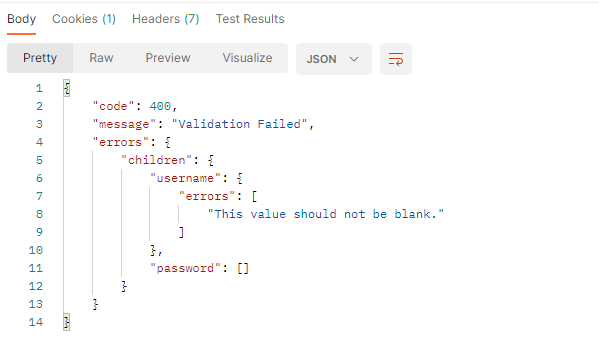 Body Cookies (1) Headers (7) Test Results
Pretty Raw Preview Visualize JSON
1 {
2 "code": 400,
3 "message": "Validation Failed",
4 "errors": {
5 "children": {
6 "username": {
7 "errors": [
8 "This value should not be blank."
9 ]
10 },
11 "password": []
12 }
13 }
14 }